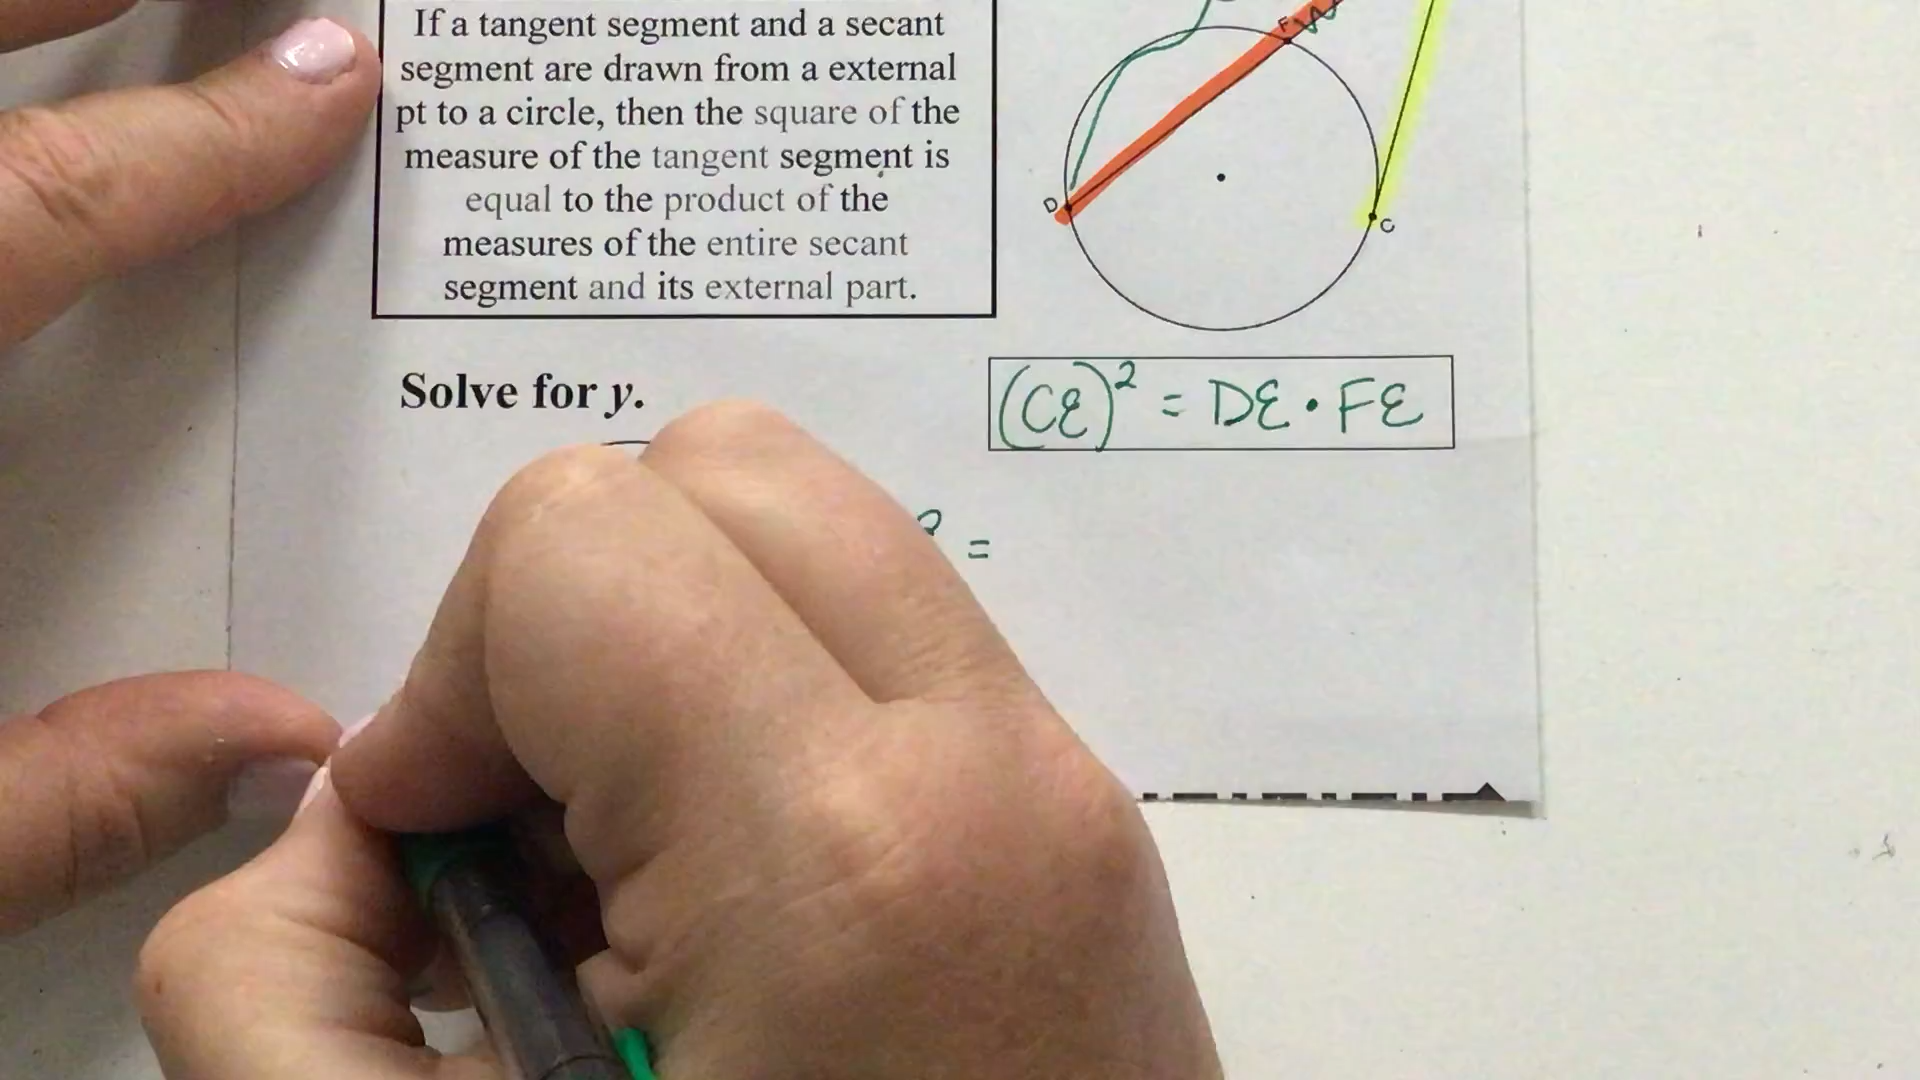 If a tangent segment and a secant
segment are drawn from a external
pt to a circle, then the square of the
measure of the tangent segment is
equal to the product of the
measures of the entire secant
segment and its external part.
F
D
C
Solve for y.
(CE)² = DE • FE
² =